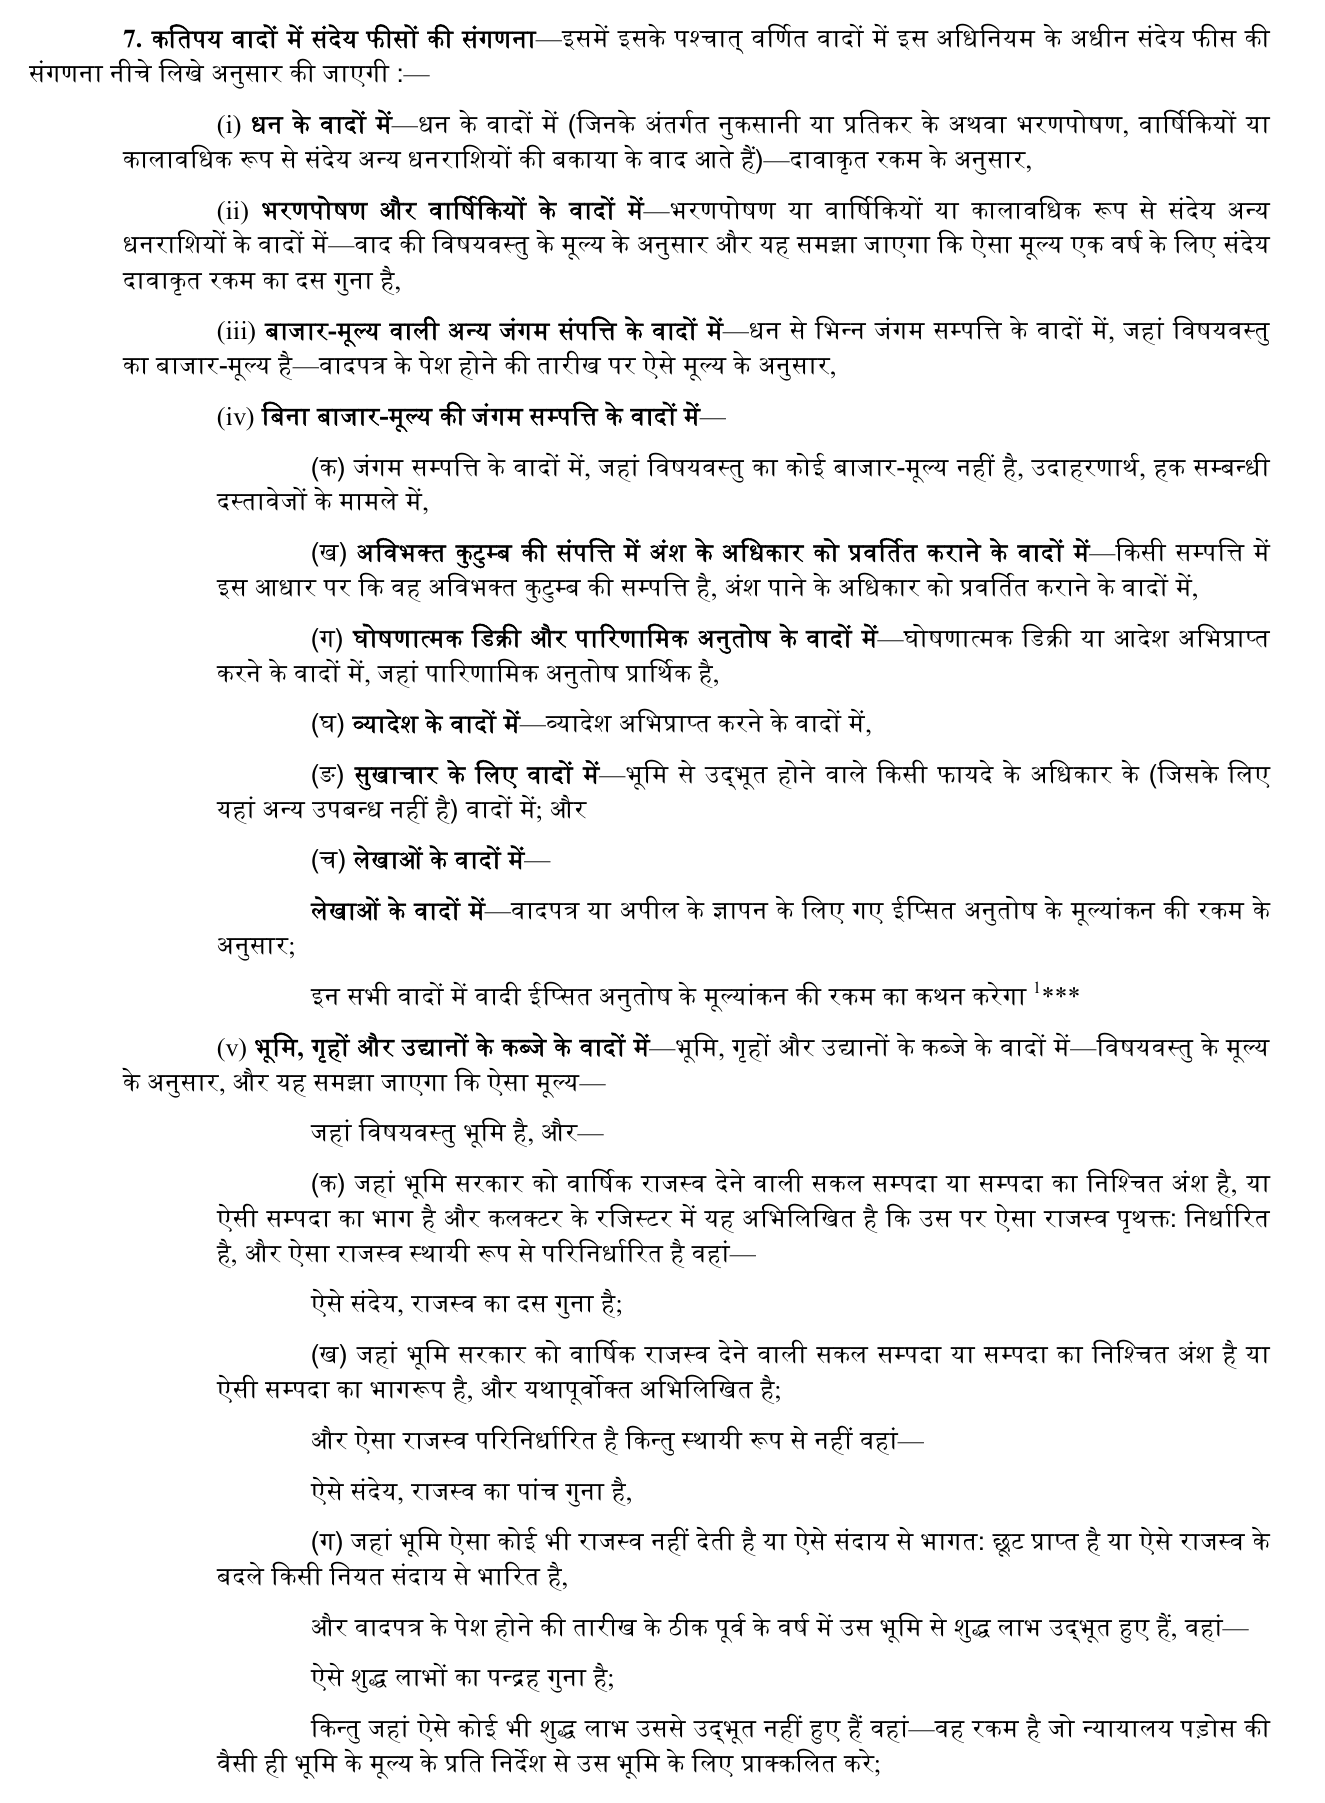 7. कतिपय वादों में संदेय फीसों की संगणना—इसमें इसके पश्चात् वर्णित वादों में इस अधिनियम के अधीन संदेय फीस की
संगणना नीचे लिखे अनुसार की जाएगी :—
(i) धन के वादों में—धन के वादों में (जिनके अंतर्गत नुकसानी या प्रतिकर के अथवा भरणपोषण, वार्षिकियों या
कालावधिक रूप से संदेय अन्य धनराशियों की बकाया के वाद आते हैं)—दावाकृत रकम के अनुसार,
(ii) भरणपोषण और वार्षिकियों के वादों में—भरणपोषण या वार्षिकियों या कालावधिक रूप से संदेय अन्य
धनराशियों के वादों में—वाद की विषयवस्तु के मूल्य के अनुसार और यह समझा जाएगा कि ऐसा मूल्य एक वर्ष के लिए संदेय
दावाकृत रकम का दस गुना है,
(iii) बाजार-मूल्य वाली अन्य जंगम संपत्ति के वादों में—धन से भिन्न जंगम सम्पत्ति के वादों में, जहां विषयवस्तु
का बाजार-मूल्य है—वादपत्र के पेश होने की तारीख पर ऐसे मूल्य के अनुसार,
(iv) बिना बाजार-मूल्य की जंगम सम्पत्ति के वादों में—
(क) जंगम सम्पत्ति के वादों में, जहां विषयवस्तु का कोई बाजार-मूल्य नहीं है, उदाहरणार्थ, हक सम्बन्धी
दस्तावेजों के मामले में,
(ख) अविभक्त कुटुम्ब की संपत्ति में अंश के अधिकार को प्रवर्तित कराने के वादों में—किसी सम्पत्ति में
इस आधार पर कि वह अविभक्त कुटुम्ब की सम्पत्ति है, अंश पाने के अधिकार को प्रवर्तित कराने के वादों में,
(ग) घोषणात्मक डिक्री और पारिणामिक अनुतोष के वादों में—घोषणात्मक डिक्री या आदेश अभिप्राप्त
करने के वादों में, जहां पारिणामिक अनुतोष प्रार्थिक है,
(घ) व्यादेश के वादों में—व्यादेश अभिप्राप्त करने के वादों में,
(ङ) सुखाचार के लिए वादों में—भूमि से उद्‌भूत होने वाले किसी फायदे के अधिकार के (जिसके लिए
यहां अन्य उपबन्ध नहीं है) वादों में; और
(च) लेखाओं के वादों में—
लेखाओं के वादों में—वादपत्र या अपील के ज्ञापन के लिए गए ईप्सित अनुतोष के मूल्यांकन की रकम के
अनुसार;
इन सभी वादों में वादी ईप्सित अनुतोष के मूल्यांकन की रकम का कथन करेगा ¹***
(v) भूमि, गृहों और उद्यानों के कब्जे के वादों में—भूमि, गृहों और उद्यानों के कब्जे के वादों में—विषयवस्तु के मूल्य
के अनुसार, और यह समझा जाएगा कि ऐसा मूल्य—
जहां विषयवस्तु भूमि है, और—
(क) जहां भूमि सरकार को वार्षिक राजस्व देने वाली सकल सम्पदा या सम्पदा का निश्चित अंश है, या
ऐसी सम्पदा का भाग है और कलक्टर के रजिस्टर में यह अभिलिखित है कि उस पर ऐसा राजस्व पृथक्त: निर्धारित
है, और ऐसा राजस्व स्थायी रूप से परिनिर्धारित है वहां—
ऐसे संदेय, राजस्व का दस गुना है;
(ख) जहां भूमि सरकार को वार्षिक राजस्व देने वाली सकल सम्पदा या सम्पदा का निश्चित अंश है या
ऐसी सम्पदा का भागरूप है, और यथापूर्वोक्त अभिलिखित है;
और ऐसा राजस्व परिनिर्धारित है किन्तु स्थायी रूप से नहीं वहां—
ऐसे संदेय, राजस्व का पांच गुना है,
(ग) जहां भूमि ऐसा कोई भी राजस्व नहीं देती है या ऐसे संदाय से भागत: छूट प्राप्त है या ऐसे राजस्व के
बदले किसी नियत संदाय से भारित है,
और वादपत्र के पेश होने की तारीख के ठीक पूर्व के वर्ष में उस भूमि से शुद्ध लाभ उद्‌भूत हुए हैं, वहां—
ऐसे शुद्ध लाभों का पन्द्रह गुना है;
किन्तु जहां ऐसे कोई भी शुद्ध लाभ उससे उद्‌भूत नहीं हुए हैं वहां—वह रकम है जो न्यायालय पड़ोस की
वैसी ही भूमि के मूल्य के प्रति निर्देश से उस भूमि के लिए प्राक्कलित करे;